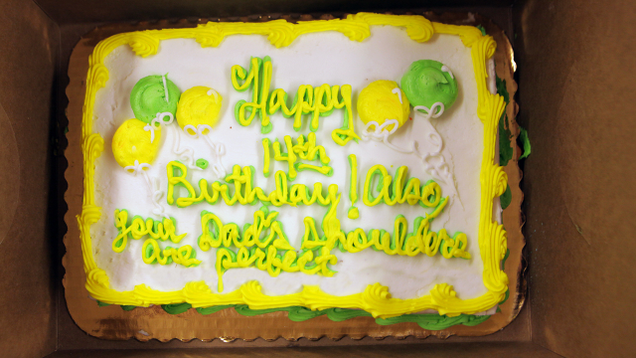 Happy
14th
Birthday! Also
your Dad's shoulders
are perfect